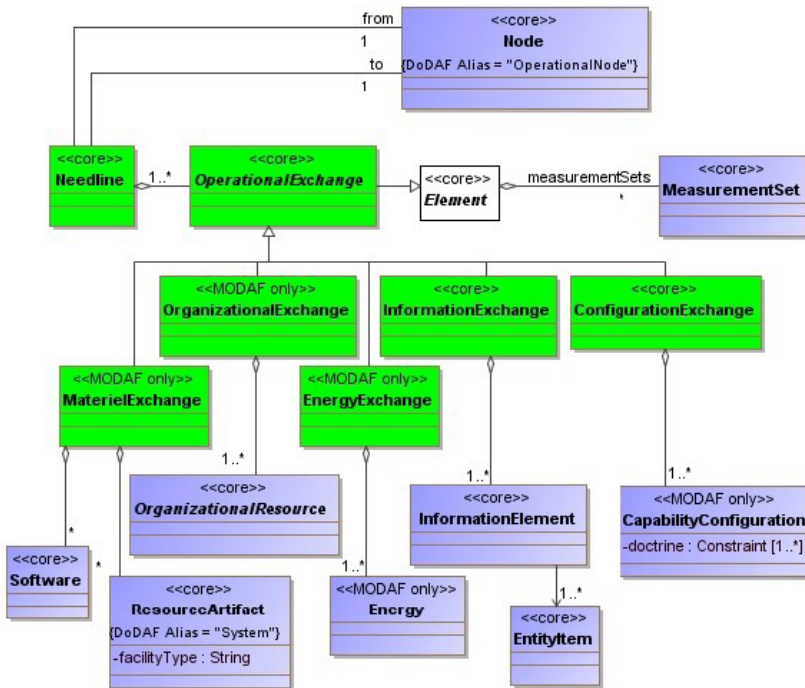 from
1
<<core>>
Node
{DoDAF Alias = "OperationalNode"}
to
1
<<core>>
Needline
1..*
<<core>>
OperationalExchange
<<core>>
Element
measurementSets
*
<<core>>
MeasurementSet
<<MODAF only>>
OrganizationalExchange
<<core>>
InformationExchange
<<core>>
ConfigurationExchange
<<MODAF only>>
MaterielExchange
<<MODAF only>>
EnergyExchange
1..*
1..*
1..*
<<core>>
OrganizationalResource
<<core>>
InformationElement
<<MODAF only>>
CapabilityConfiguration
-doctrine : Constraint [1..*]
*
<<core>>
Software
*
<<core>>
ResourceArtifact
{DoDAF Alias = "System"}
-facilityType : String
1..*
<<MODAF only>>
Energy
1..*
<<core>>
EntityItem